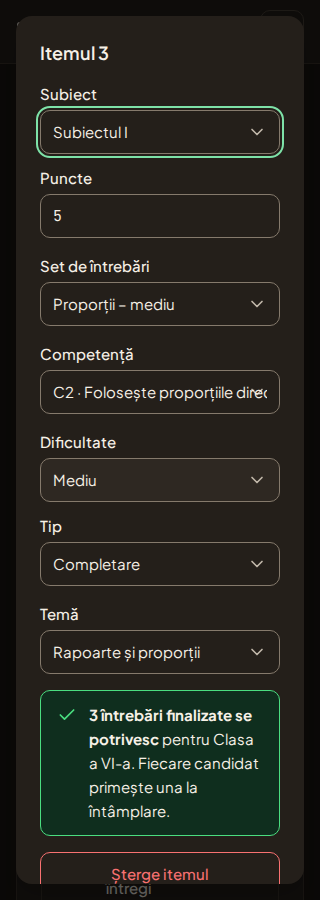 Itemul 3
Subiect
Subiectul I
Puncte
5
Set de întrebări
Proporții – mediu
Competență
C2 · Folosește proporțiile direc
Dificultate
Mediu
Tip
Completare
Temă
Rapoarte și proporții
3 întrebări finalizate se
potrivesc pentru Clasa
a VI-a. Fiecare candidat
primește una la
întâmplare.
Șterge itemul
întregi